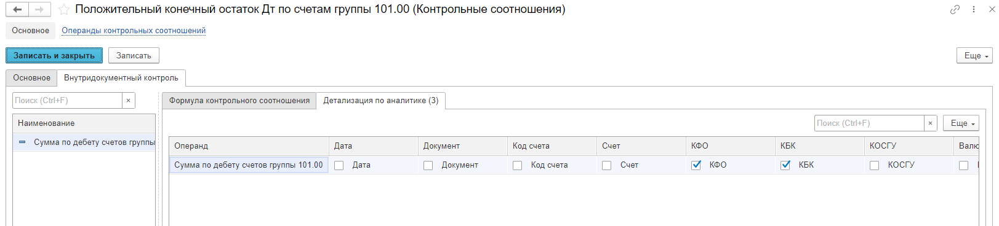 Положительный конечный остаток Дт по счетам группы 101.00 (Контрольные соотношения)
Основное Операнды контрольных соотношений
Записать и закрыть Записать Еще
Основное Внутридокументный контроль
Поиск (Ctrl+F) × Формула контрольного соотношения Детализация по аналитике (3)
Поиск (Ctrl+F) × Еще
Наименование
Сумма по дебету счетов группы
Операнд Дата Документ Код счета Счет КФО КБК КОСГУ Валю
Сумма по дебету счетов группы 101.00 Дата Документ Код счета Счет КФО КБК КОСГУ